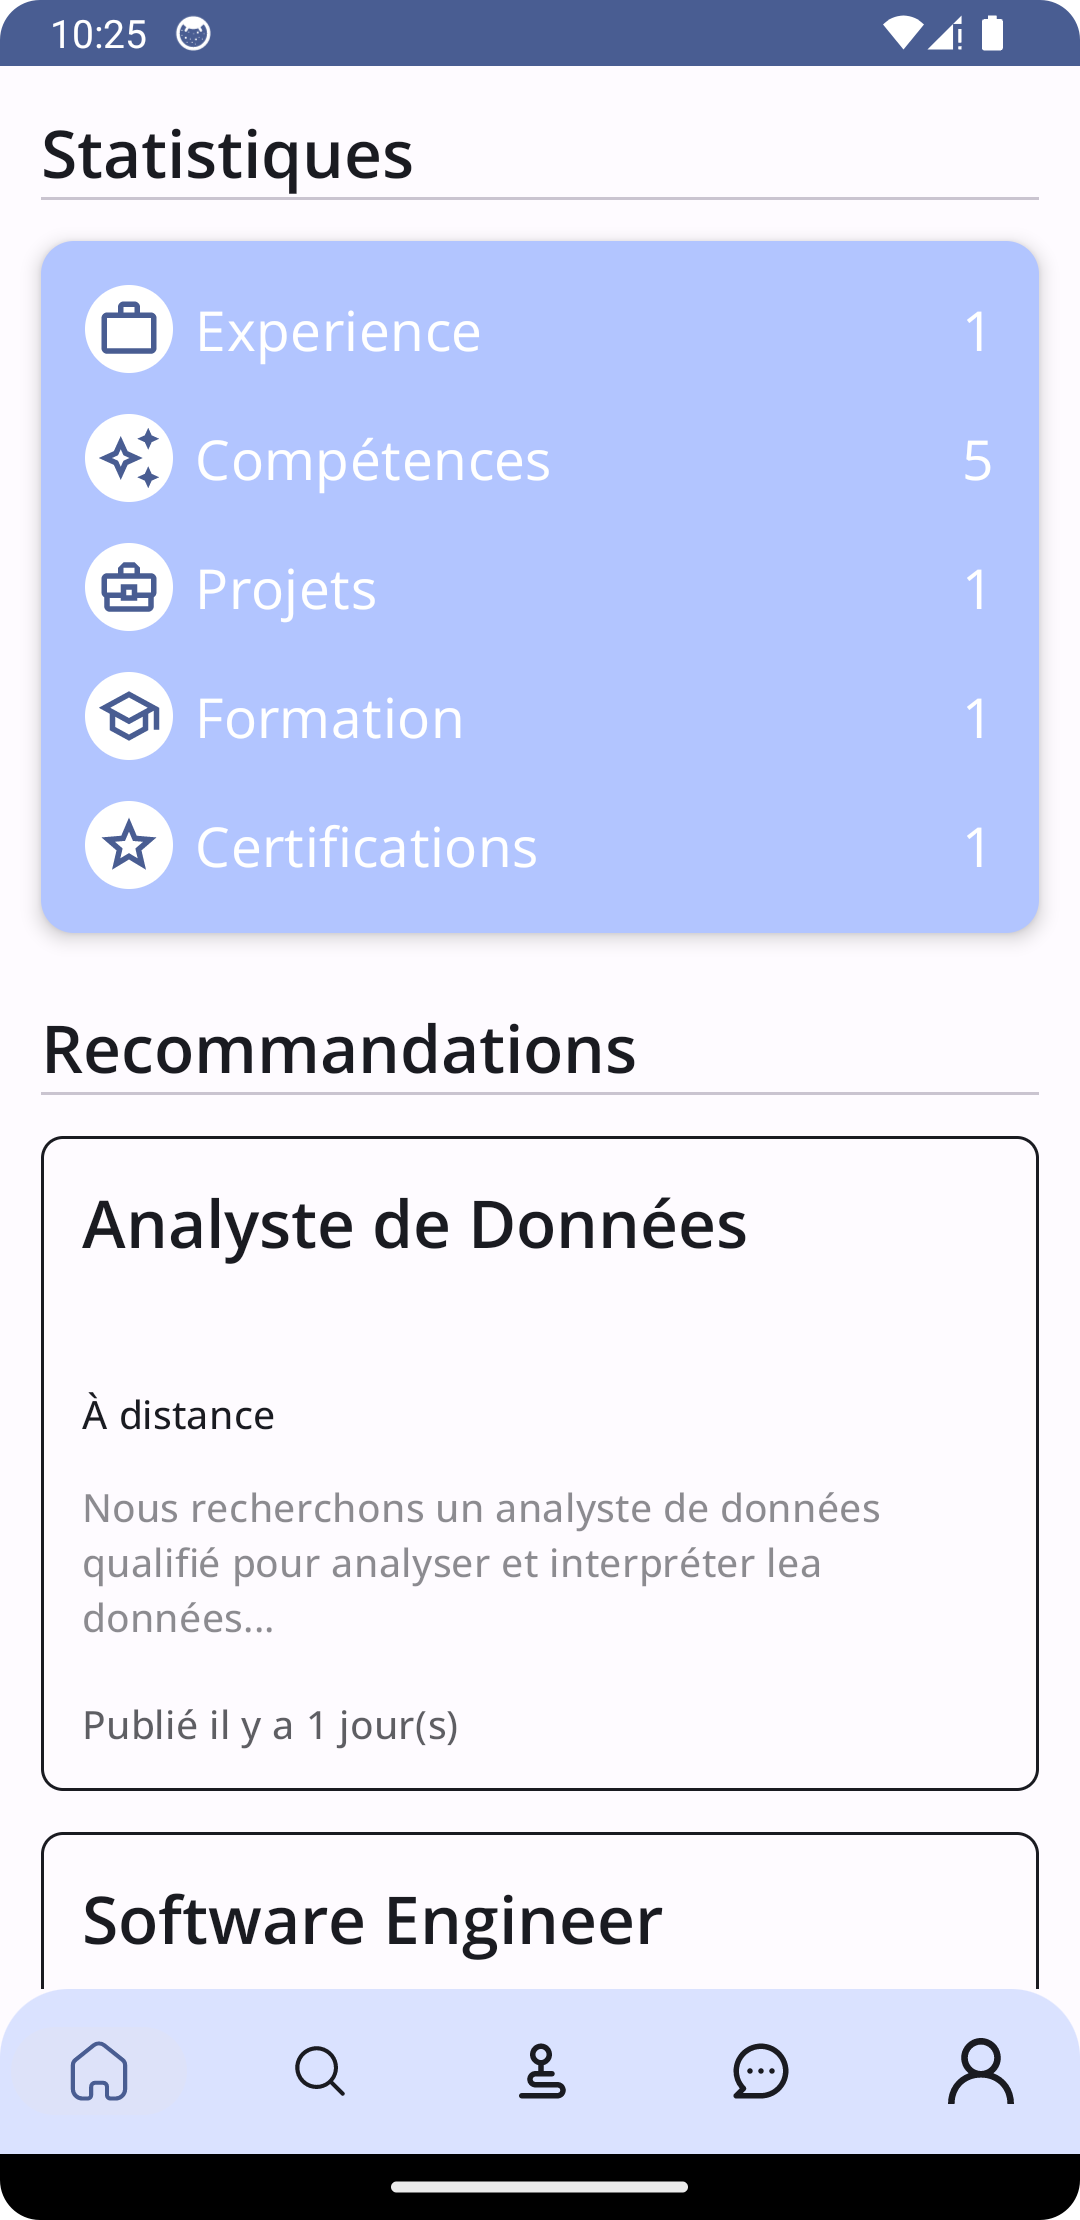 10:25
Statistiques
Experience 1
Compétences 5
Projets 1
Formation 1
Certifications 1
Recommandations
Analyste de Données
À distance
Nous recherchons un analyste de données
qualifié pour analyser et interpréter lea
données...
Publié il y a 1 jour(s)
Software Engineer